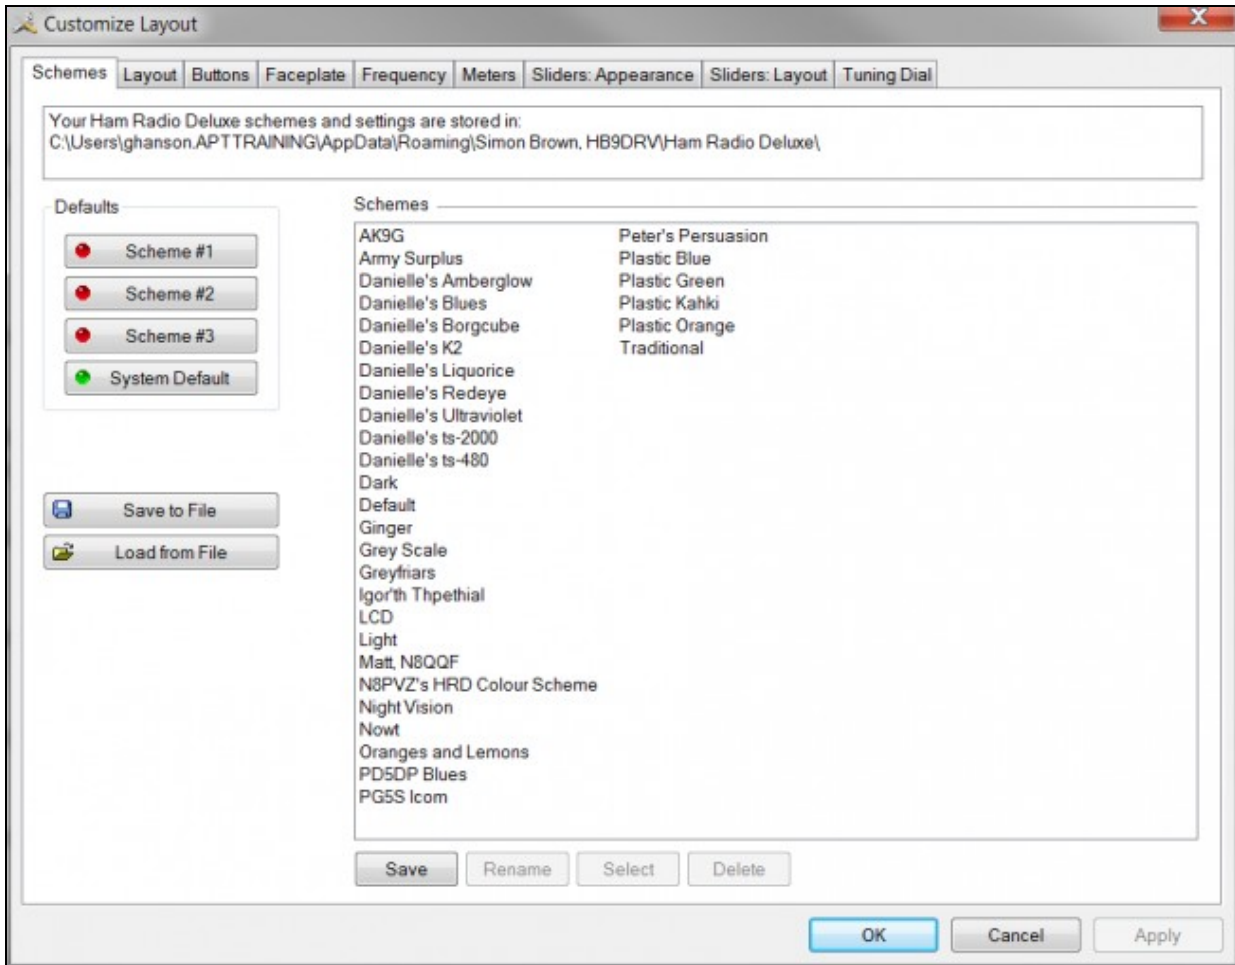 Customize Layout
Schemes Layout Buttons Faceplate Frequency Meters Sliders: Appearance Sliders: Layout Tuning Dial
Your Ham Radio Deluxe schemes and settings are stored in:
C:\Users\ghanson.APTTRAINING\AppData\Roaming\Simon Brown, HB9DRV\Ham Radio Deluxe\
Defaults
Scheme #1
Scheme #2
Scheme #3
System Default
Save to File
Load from File
Schemes
AK9G
Army Surplus
Danielle's Amberglow
Danielle's Blues
Danielle's Borgcube
Danielle's K2
Danielle's Liquorice
Danielle's Redeye
Danielle's Ultraviolet
Danielle's ts-2000
Danielle's ts-480
Dark
Default
Ginger
Grey Scale
Greyfriars
Igor'th Thpethial
LCD
Light
Matt, N8QQF
N8PVZ's HRD Colour Scheme
Night Vision
Nowt
Oranges and Lemons
PD5DP Blues
PG5S Icom
Peter's Persuasion
Plastic Blue
Plastic Green
Plastic Kahki
Plastic Orange
Traditional
Save Rename Select Delete
OK Cancel Apply